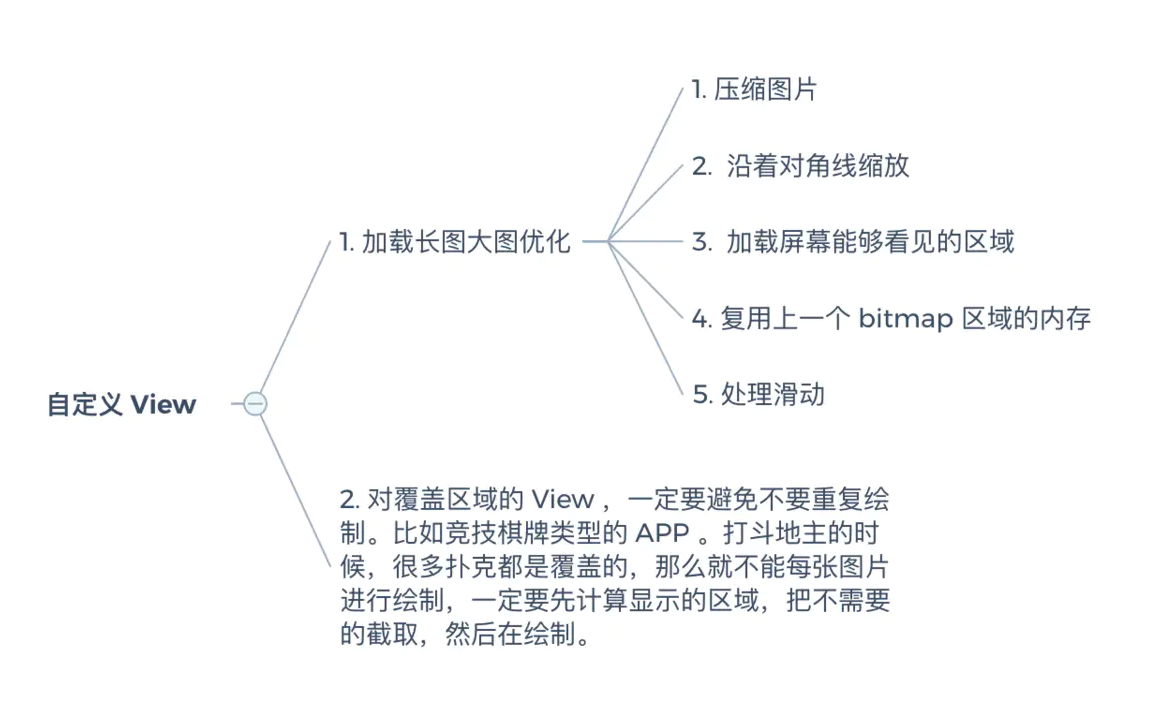 自定义 View
1. 加载长图大图优化
1. 压缩图片
2. 沿着对角线缩放
3. 加载屏幕能够看见的区域
4. 复用上一个 bitmap 区域的内存
5. 处理滑动
2. 对覆盖区域的 View ，一定要避免不要重复绘
制。比如竞技棋牌类型的 APP 。打斗地主的时
候，很多扑克都是覆盖的，那么就不能每张图片
进行绘制，一定要先计算显示的区域，把不需要
的截取，然后在绘制。